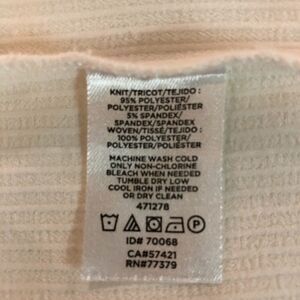 KNIT/TRICOT/TEJIDO :
95% POLYESTER/
POLYESTER/POLIÉSTER
5% SPANDEX/
SPANDEX/SPANDEX
WOVEN/TISSÉ/TEJIDO :
100% POLYESTER/
POLYESTER/POLIÉSTER
MACHINE WASH COLD
ONLY NON-CHLORINE
BLEACH WHEN NEEDED
TUMBLE DRY LOW
COOL IRON IF NEEDED
OR DRY CLEAN
471278
P
ID# 70068
CA#57421
RN#77379